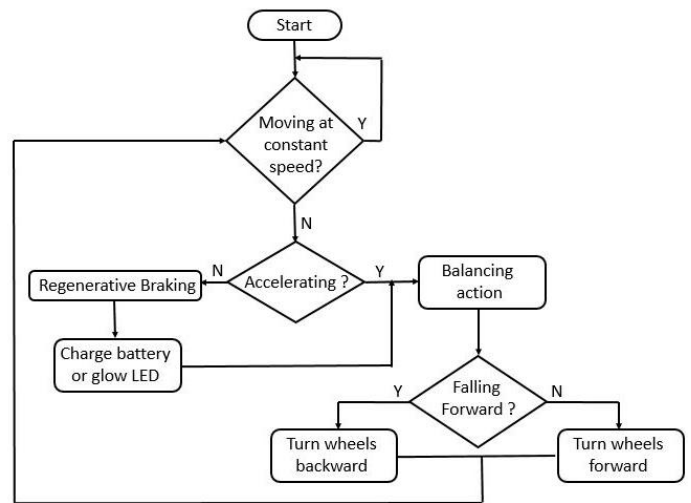 Start
Moving at
constant
speed?
Y
N
Accelerating ?
N
Y
Regenerative Braking
Charge battery
or glow LED
Balancing
action
Falling
Forward ?
Y
N
Turn wheels
backward
Turn wheels
forward